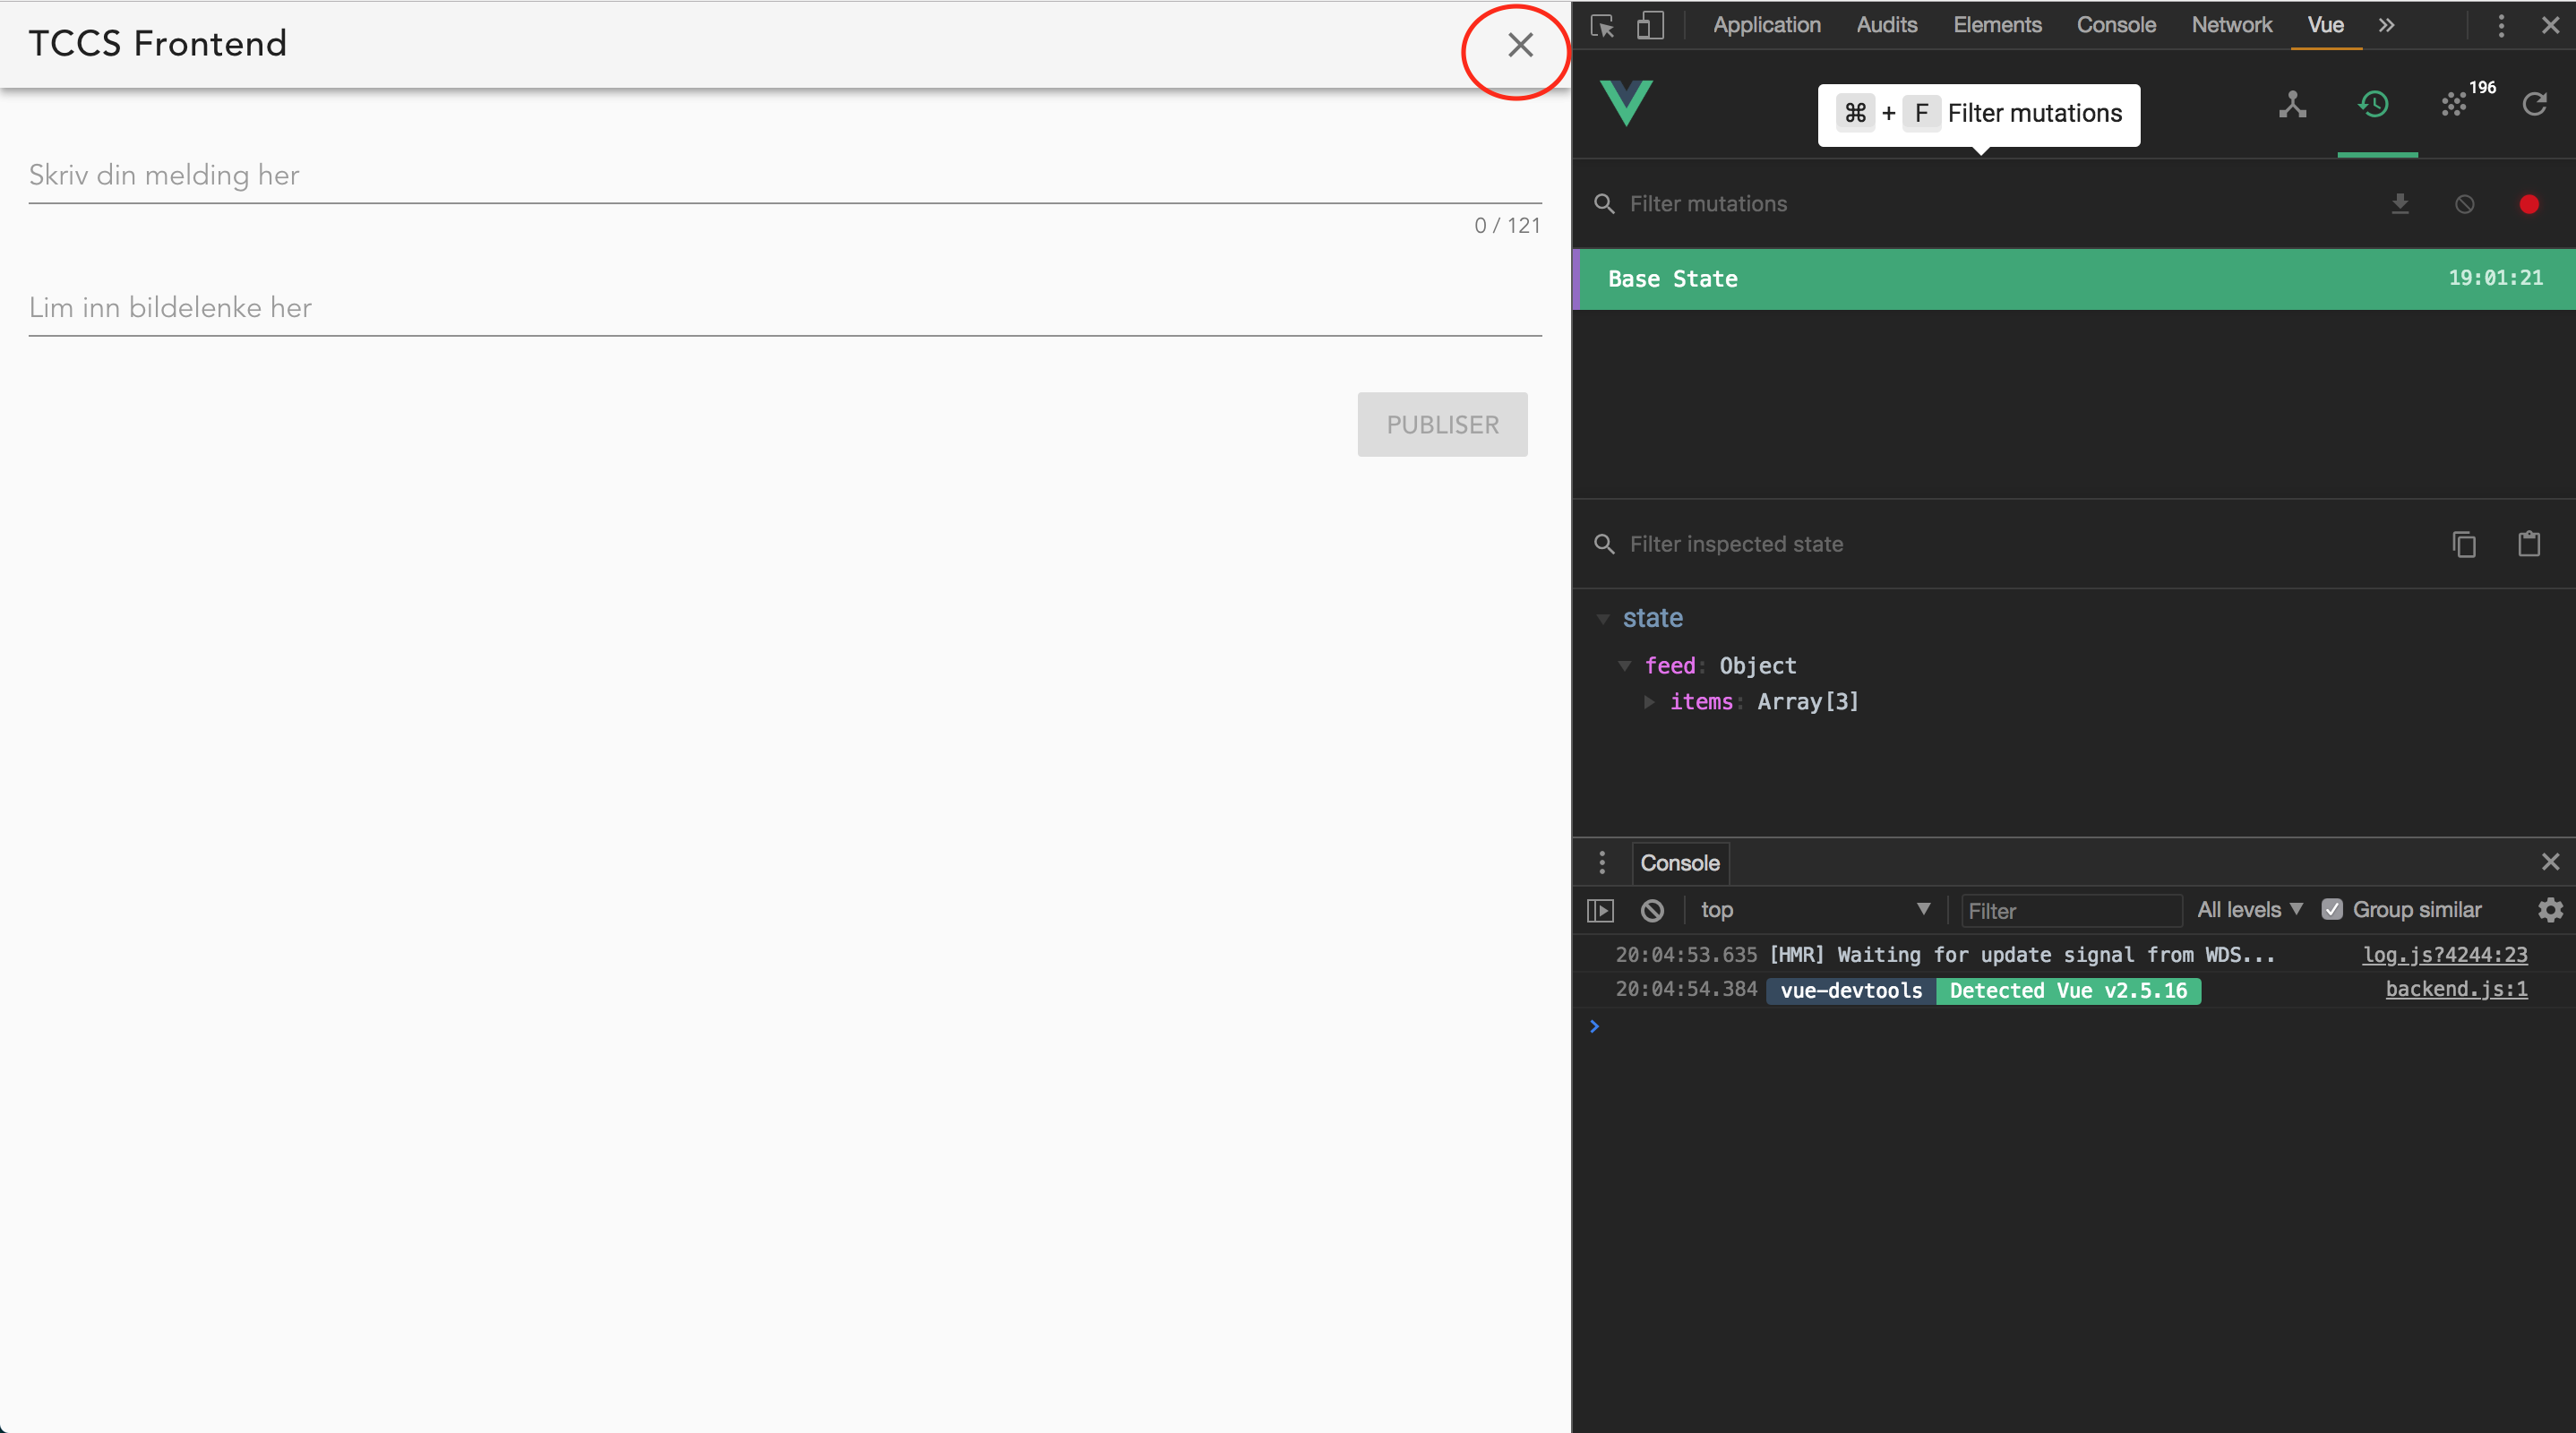 TCCS Frontend
Skriv din melding her
0 / 121
Lim inn bildelenke her
PUBLISER
Application Audits Elements Console Network Vue »
⌘ + F Filter mutations
196
Filter mutations
Base State 19:01:21
Filter inspected state
state
feed: Object
items: Array[3]
Console
top Filter All levels Group similar
20:04:53.635 [HMR] Waiting for update signal from WDS... log.js?4244:23
20:04:54.384 vue-devtools Detected Vue v2.5.16 backend.js:1